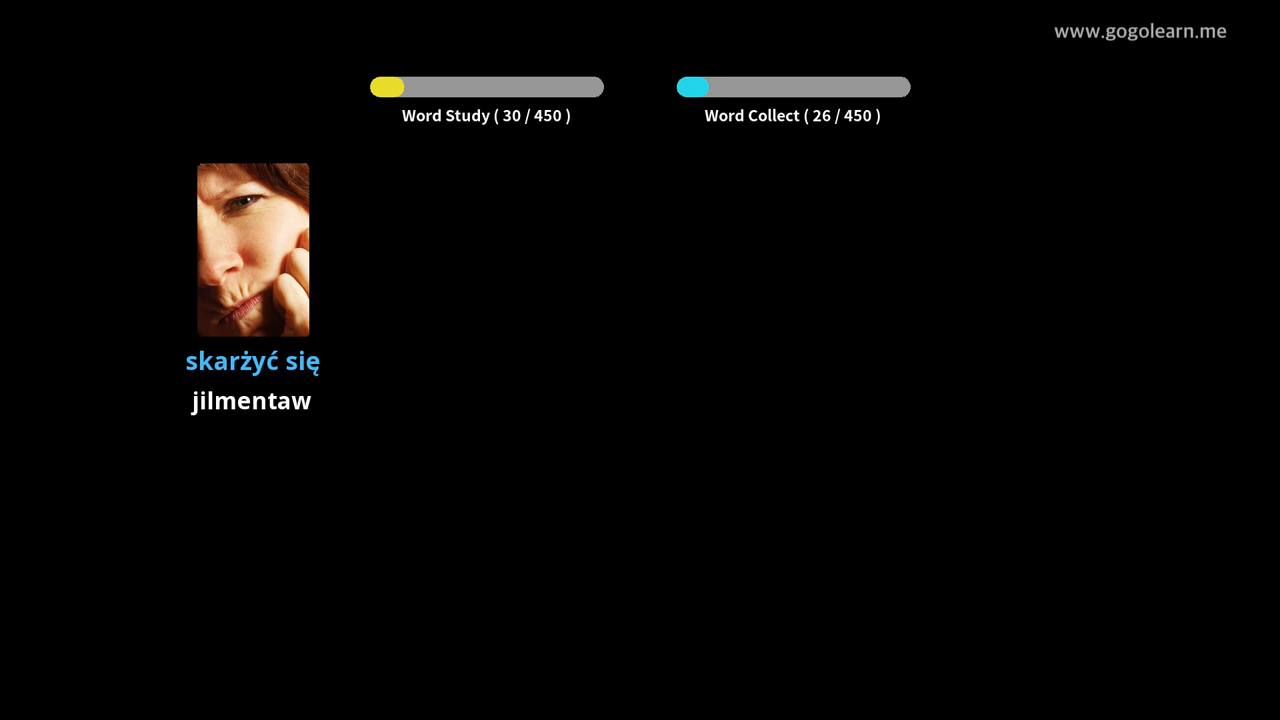 www.gogolearn.me
Word Study ( 30 / 450 )
Word Collect ( 26 / 450 )
skarżyć się
jilmentaw